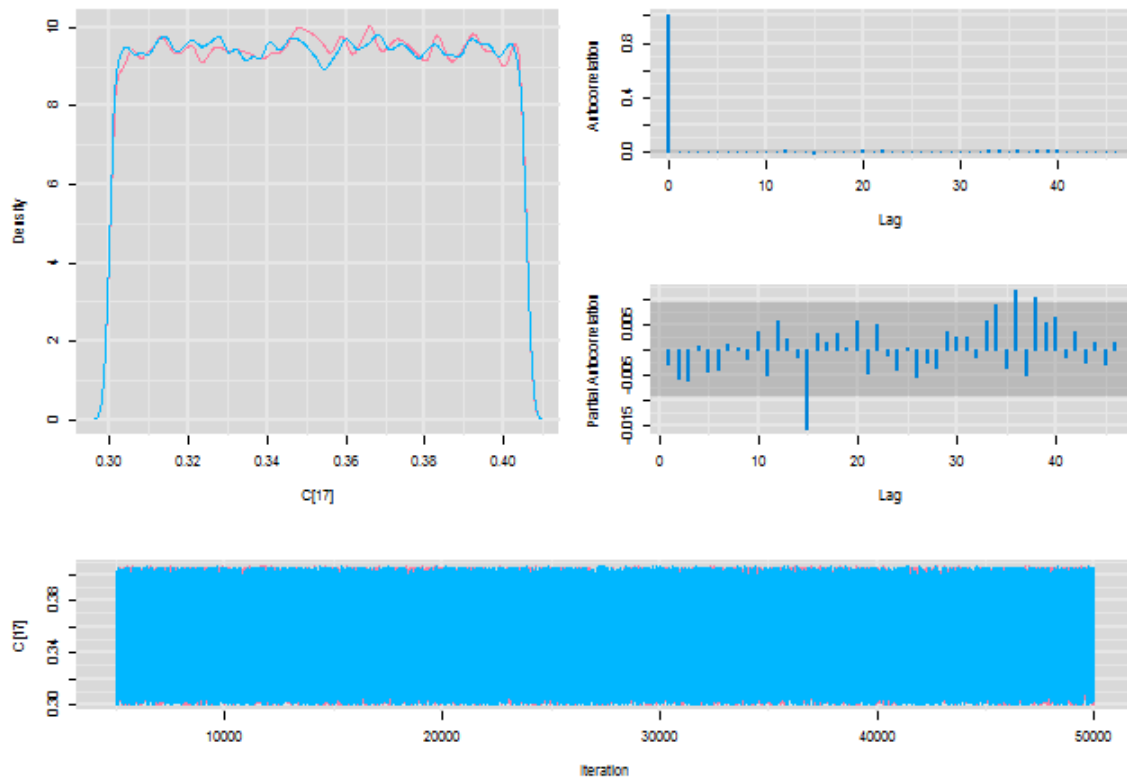 Density
10
8
6
4
2
0
0.30 0.32 0.34 0.36 0.38 0.40
C[17]
Autocorrelation
0.8
0.4
0.0
0 10 20 30 40
Lag
Partial Autocorrelation
0.005
-0.005
-0.015
0 10 20 30 40
Lag
C[17]
0.38
0.34
0.30
10000 20000 30000 40000 50000
Iteration